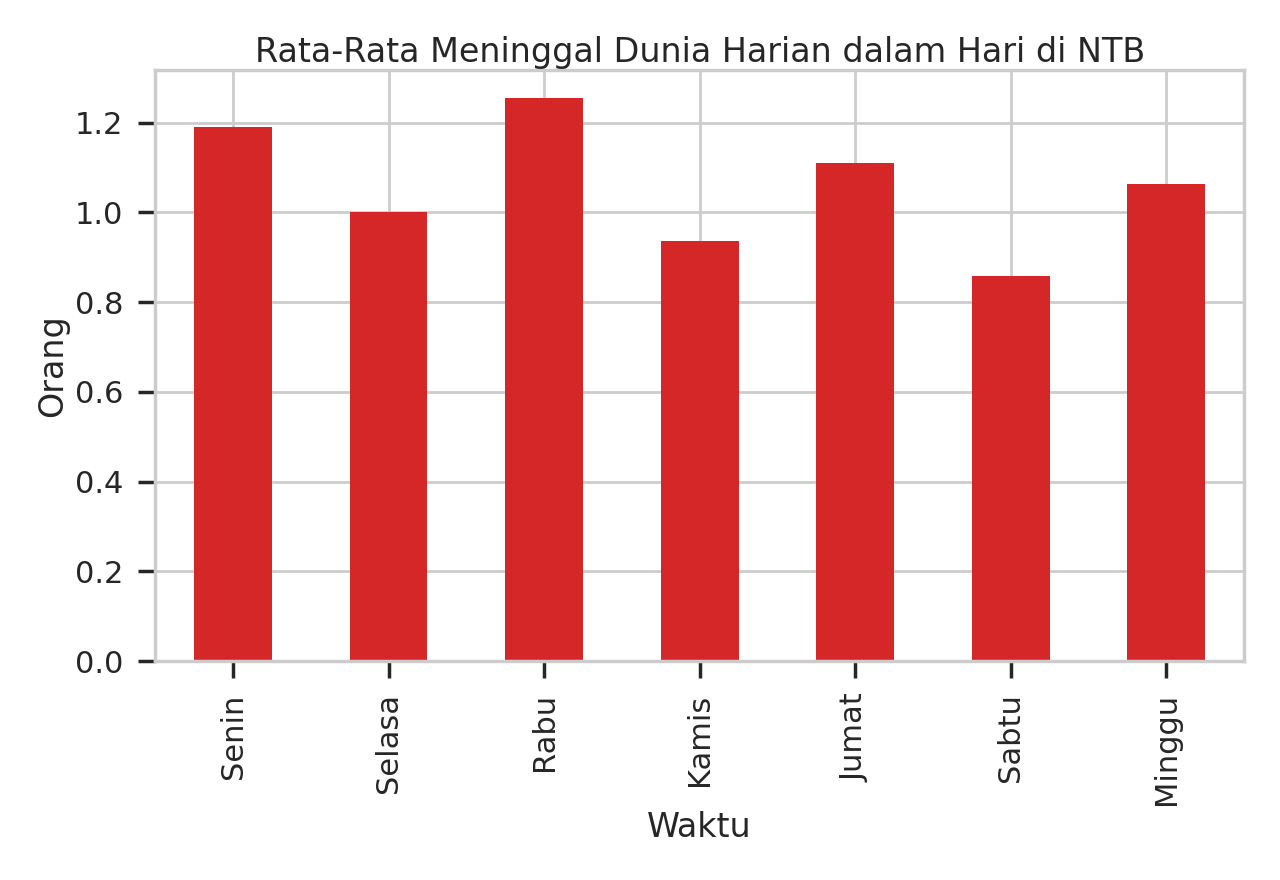 Rata-Rata Meninggal Dunia Harian dalam Hari di NTB
1.2
1.0
0.8
0.6
0.4
0.2
0.0
Orang
Senin
Selasa
Rabu
Kamis
Jumat
Sabtu
Minggu
Waktu